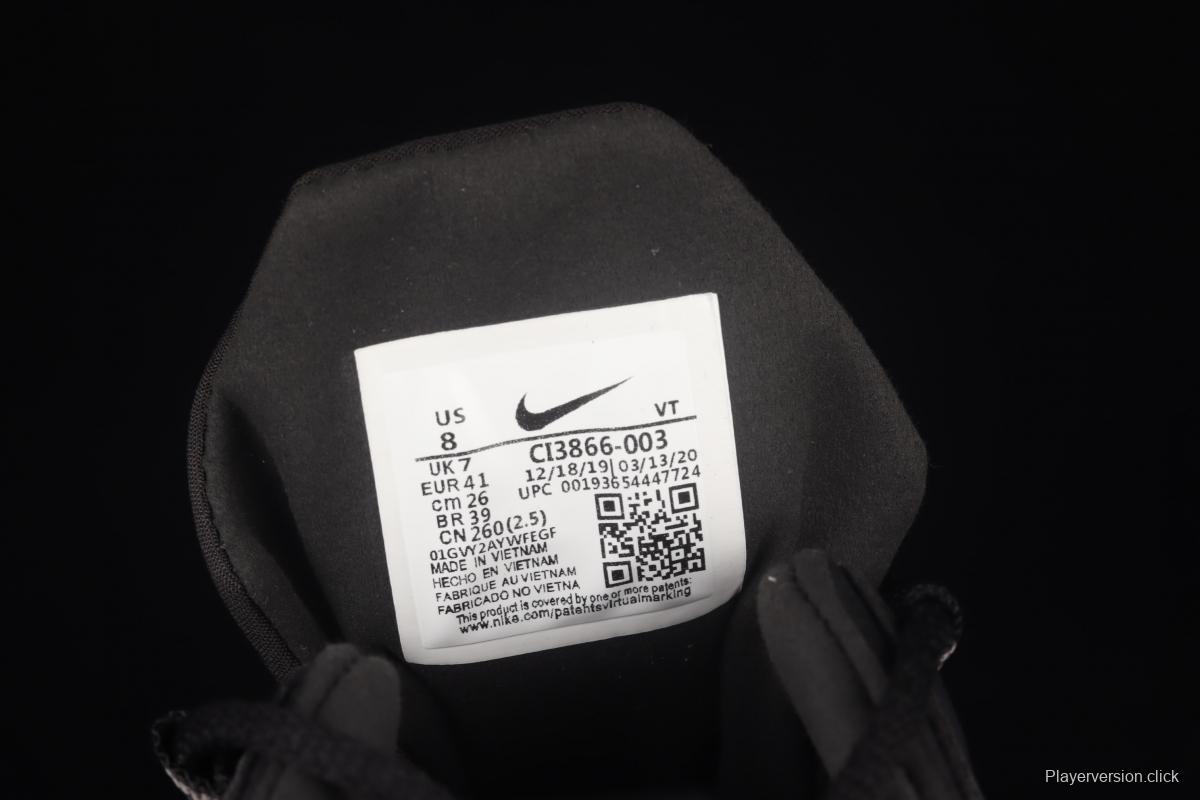 US
8
VT
CI3866-003
12/18/19 | 03/13/20
UPC 00193654447724
UK 7
EUR 41
cm 26
BR 39
CN 260(2.5)
01GVY2AYWFEGF
MADE IN VIETNAM
HECHO EN VIETNAM
FABRIQUE AU VIETNAM
FABRICADO NO VIETNA
This product is covered by one or more patents:
www.nike.com/patentsvirtualmarking
Playerversion.click